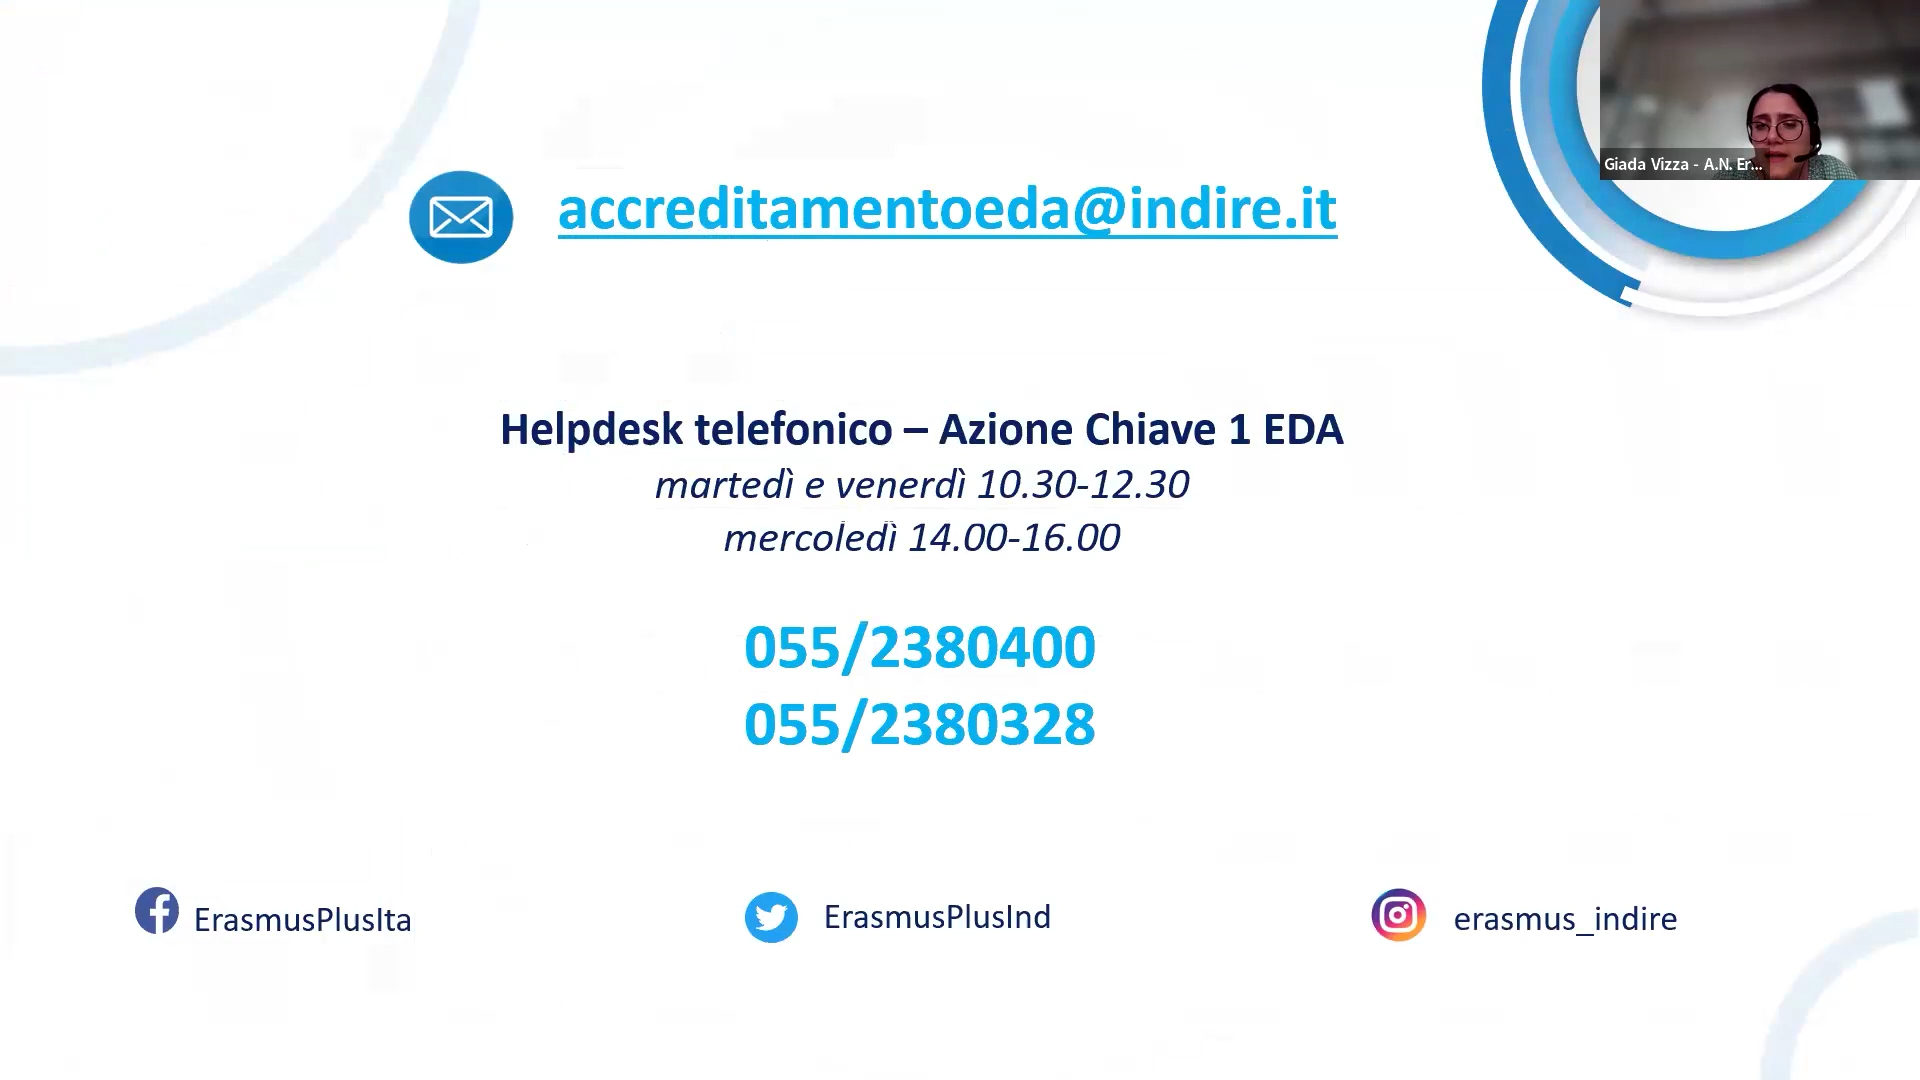 Giada Vizza - A.N. Er...
accreditamentoeda@indire.it
Helpdesk telefonico – Azione Chiave 1 EDA
martedì e venerdì 10.30-12.30
mercoledì 14.00-16.00
055/2380400
055/2380328
ErasmusPlusIta
ErasmusPlusInd
erasmus_indire